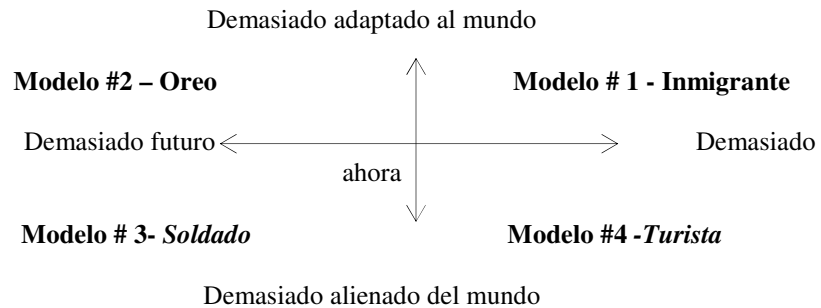 Demasiado adaptado al mundo
Modelo #2 – Oreo Modelo # 1 - Inmigrante
Demasiado futuro Demasiado
ahora
Modelo # 3- Soldado Modelo #4 -Turista
Demasiado alienado del mundo